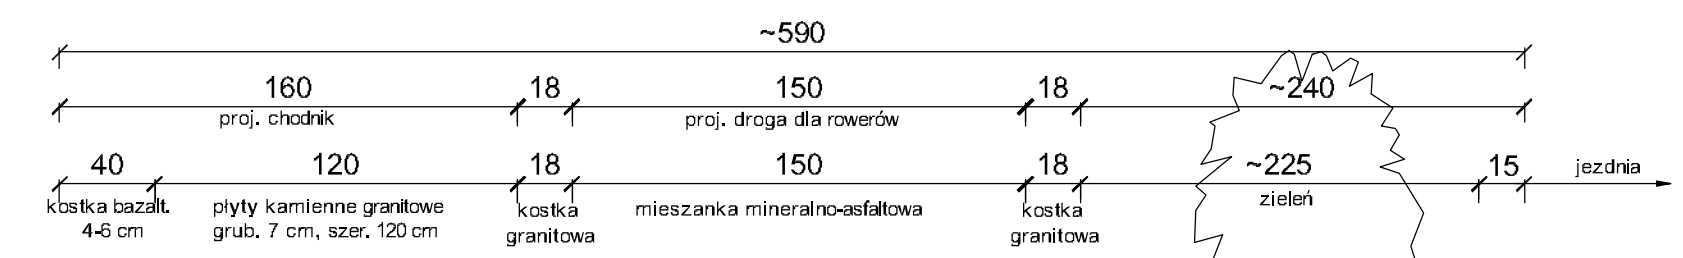 ~590
160 18 150 18 ~240
proj. chodnik proj. droga dla rowerów
40 120 18 150 18 ~225 15 jezdnia
kostka bazalt. płyty kamienne granitowe kostka mieszanka mineralno-asfaltowa kostka zieleń
4-6 cm grub. 7 cm, szer. 120 cm granitowa granitowa